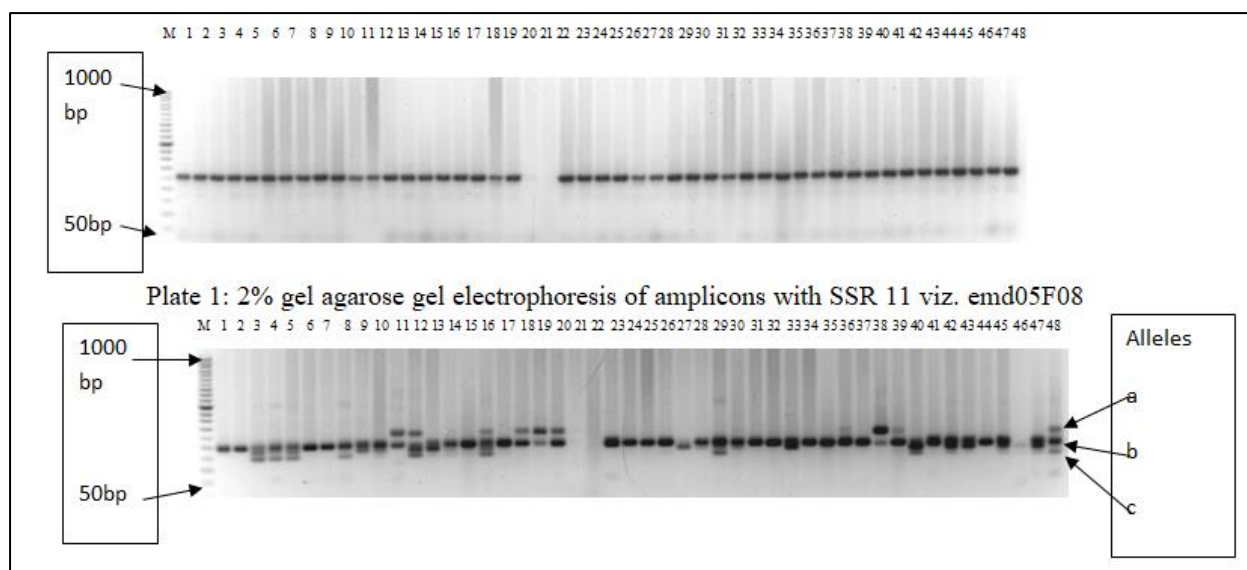 M 1 2 3 4 5 6 7 8 9 10 11 12 13 14 15 16 17 18 19 20 21 22 23 24 25 26 27 28 29 30 31 32 33 34 35 36 37 38 39 40 41 42 43 44 45 46 47 48
1000
bp
50bp
Plate 1: 2% gel agarose gel electrophoresis of amplicons with SSR 11 viz. emd05F08
M 1 2 3 4 5 6 7 8 9 10 11 12 13 14 15 16 17 18 19 20 21 22 23 24 25 26 27 28 29 30 31 32 33 34 35 36 37 38 39 40 41 42 43 44 45 46 47 48
1000
bp
50bp
Alleles
a
b
c